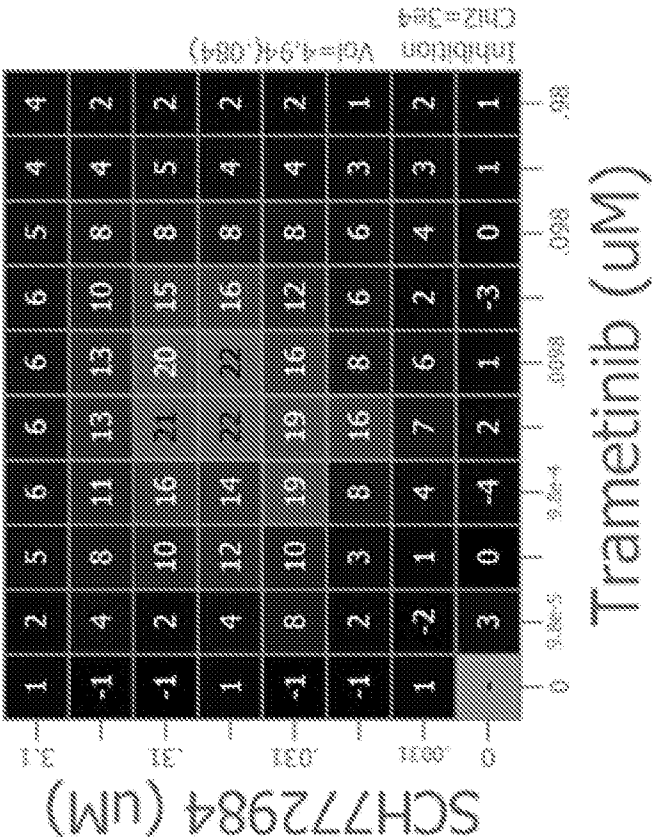 SCH772984 (uM)
3.1 1 2 5 6 6 6 6 5 4 4
-1 4 8 11 13 13 10 8 4 2
.31 -1 2 10 16 21 20 15 8 5 2
1 4 12 14 22 22 16 8 4 2
.031 -1 8 10 19 19 16 12 8 4 2
-1 2 3 8 16 8 6 6 3 1
.0031 1 -2 1 4 7 6 2 4 3 2
0 - 3 0 -4 2 1 -3 0 1 1
0 9.8e-5 9.8e-4 .0098 .098 .98
Trametinib (uM)
Inhibition
Chi2=3e4
Vol=4.94(.084)